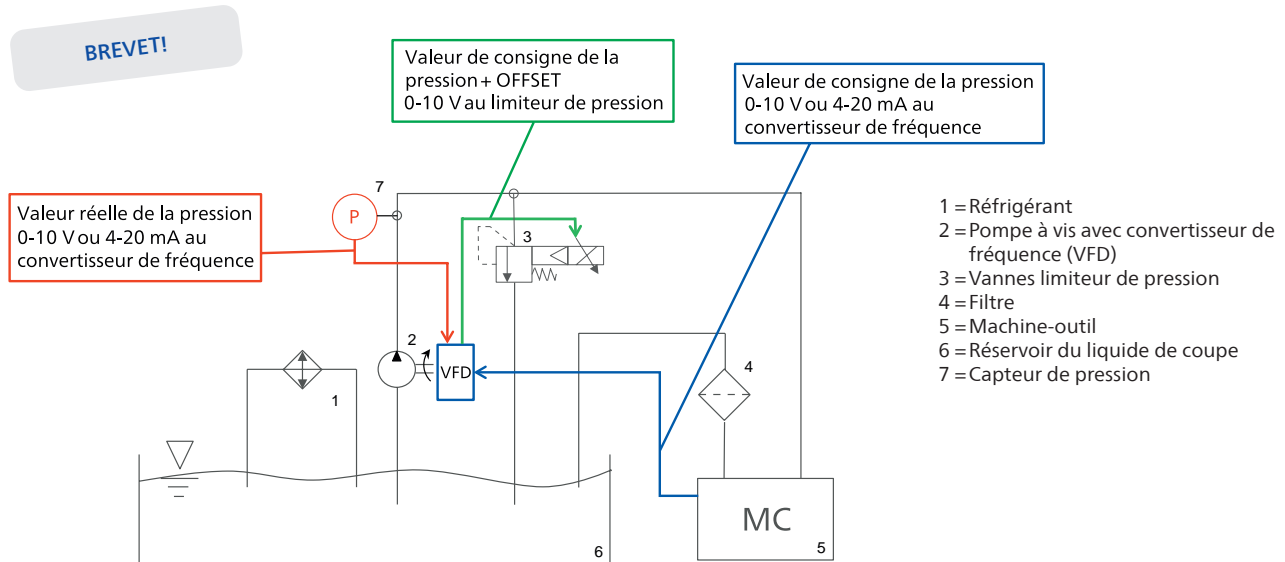 BREVET!
Valeur de consigne de la
pression + OFFSET
0-10 V au limiteur de pression
Valeur de consigne de la pression
0-10 V ou 4-20 mA au
convertisseur de fréquence
Valeur réelle de la pression
0-10 V ou 4-20 mA au
convertisseur de fréquence
7
P
3
2
VFD
1
4
MC
5
6
1 = Réfrigérant
2 = Pompe à vis avec convertisseur de
fréquence (VFD)
3 = Vannes limiteur de pression
4 = Filtre
5 = Machine-outil
6 = Réservoir du liquide de coupe
7 = Capteur de pression